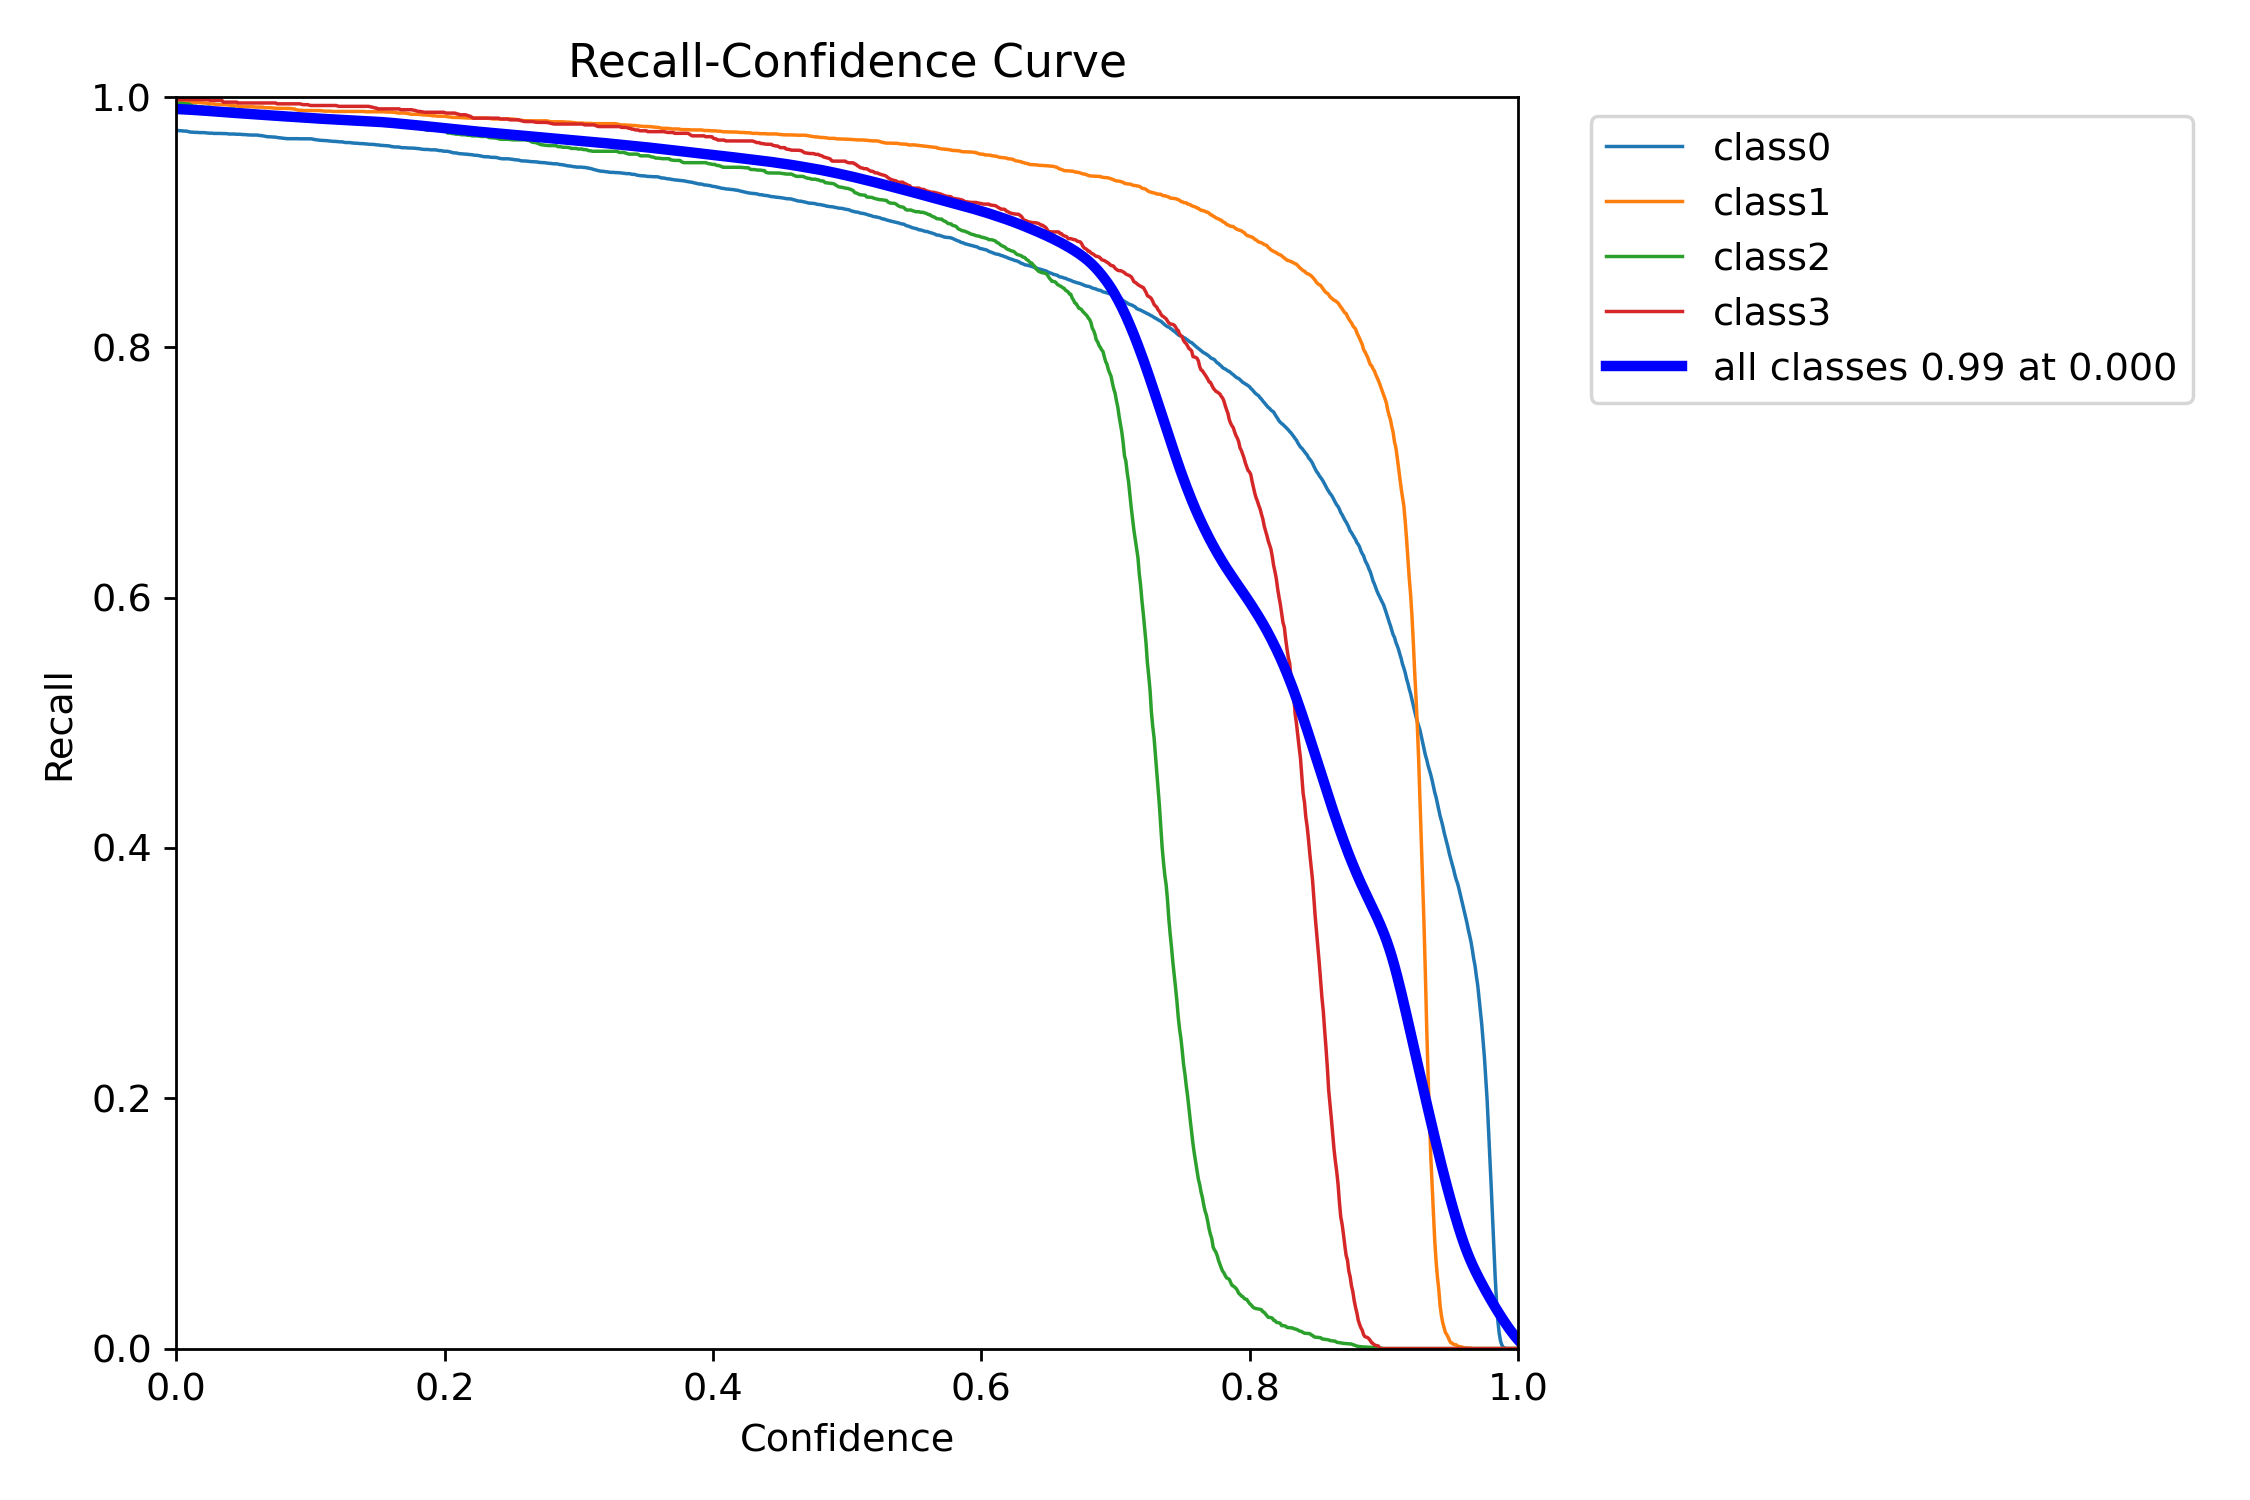 Recall-Confidence Curve
1.0
0.8
0.6
0.4
0.2
0.0
Recall
0.0 0.2 0.4 0.6 0.8 1.0
Confidence
class0
class1
class2
class3
all classes 0.99 at 0.000